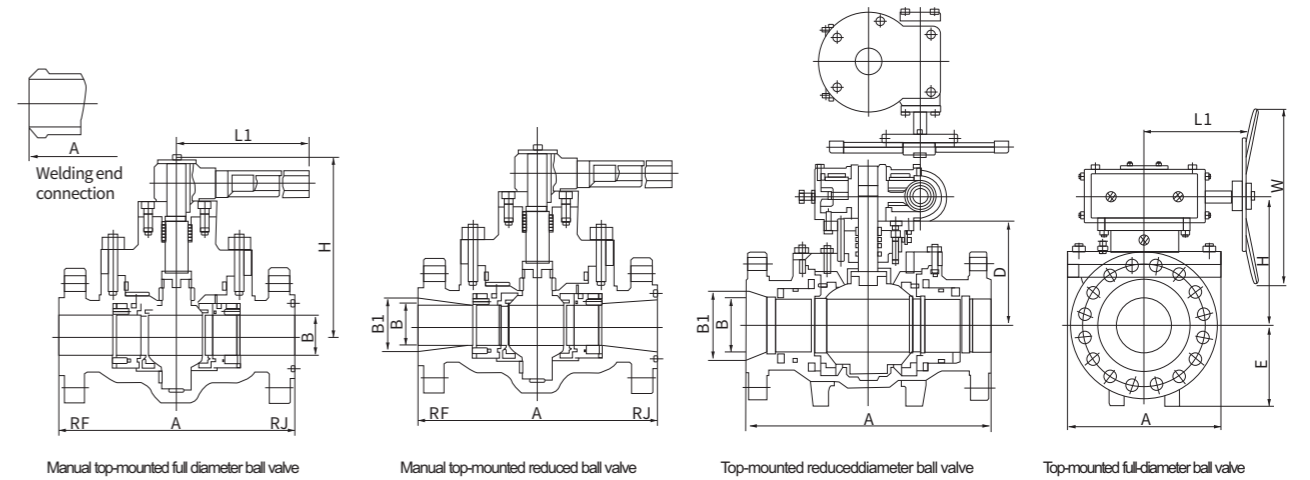 A
Welding end
connection
L1
H
B
RF
A
RJ
Manual top-mounted full diameter ball valve
B1
B
RF
A
RJ
Manual top-mounted reduced ball valve
B1
B
D
A
Top-mounted reduceddiameter ball valve
L1
W
H
E
A
Top-mounted full-diameter ball valve